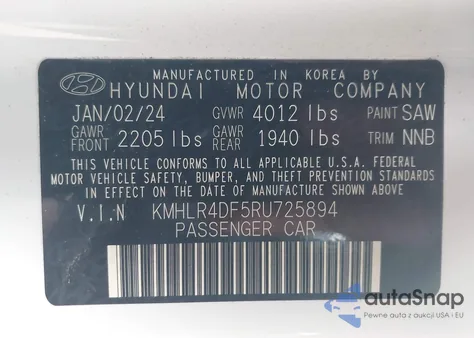 MANUFACTURED IN KOREA BY
HYUNDAI MOTOR COMPANY
JAN/02/24 GVWR 4012 lbs PAINT SAW
GAWR FRONT 2205 lbs GAWR REAR 1940 lbs TRIM NNB
THIS VEHICLE CONFORMS TO ALL APPLICABLE U.S.A. FEDERAL
MOTOR VEHICLE SAFETY, BUMPER, AND THEFT PREVENTION
STANDARDS IN EFFECT ON THE DATE OF MANUFACTURE SHOWN ABOVE.
V.I.N KMHLR4DF5RU725894
PASSENGER CAR
autoSnap
Pewne auta z aukcji USA i EU